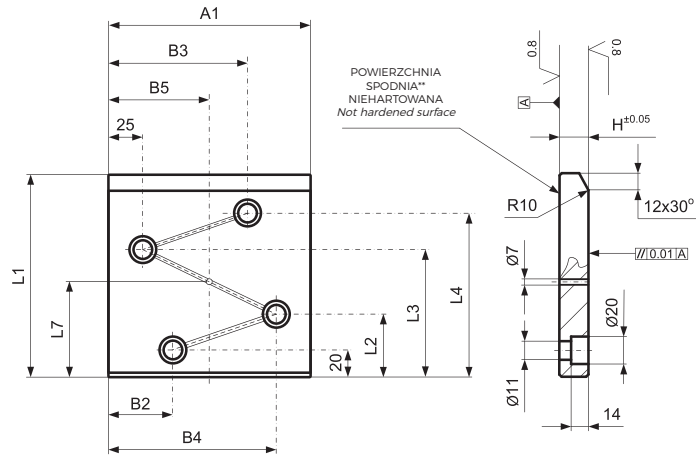 A1
B3
B5
25
L1
L7
L3
L4
L2
20
B2
B4
POWIERZCHNIA
SPODNIA**
NIEHARTOWANA
Not hardened surface
0.8
0.8
A
H±0.05
R10
12x30°
// 0.01 A
Ø7
Ø20
Ø11
14